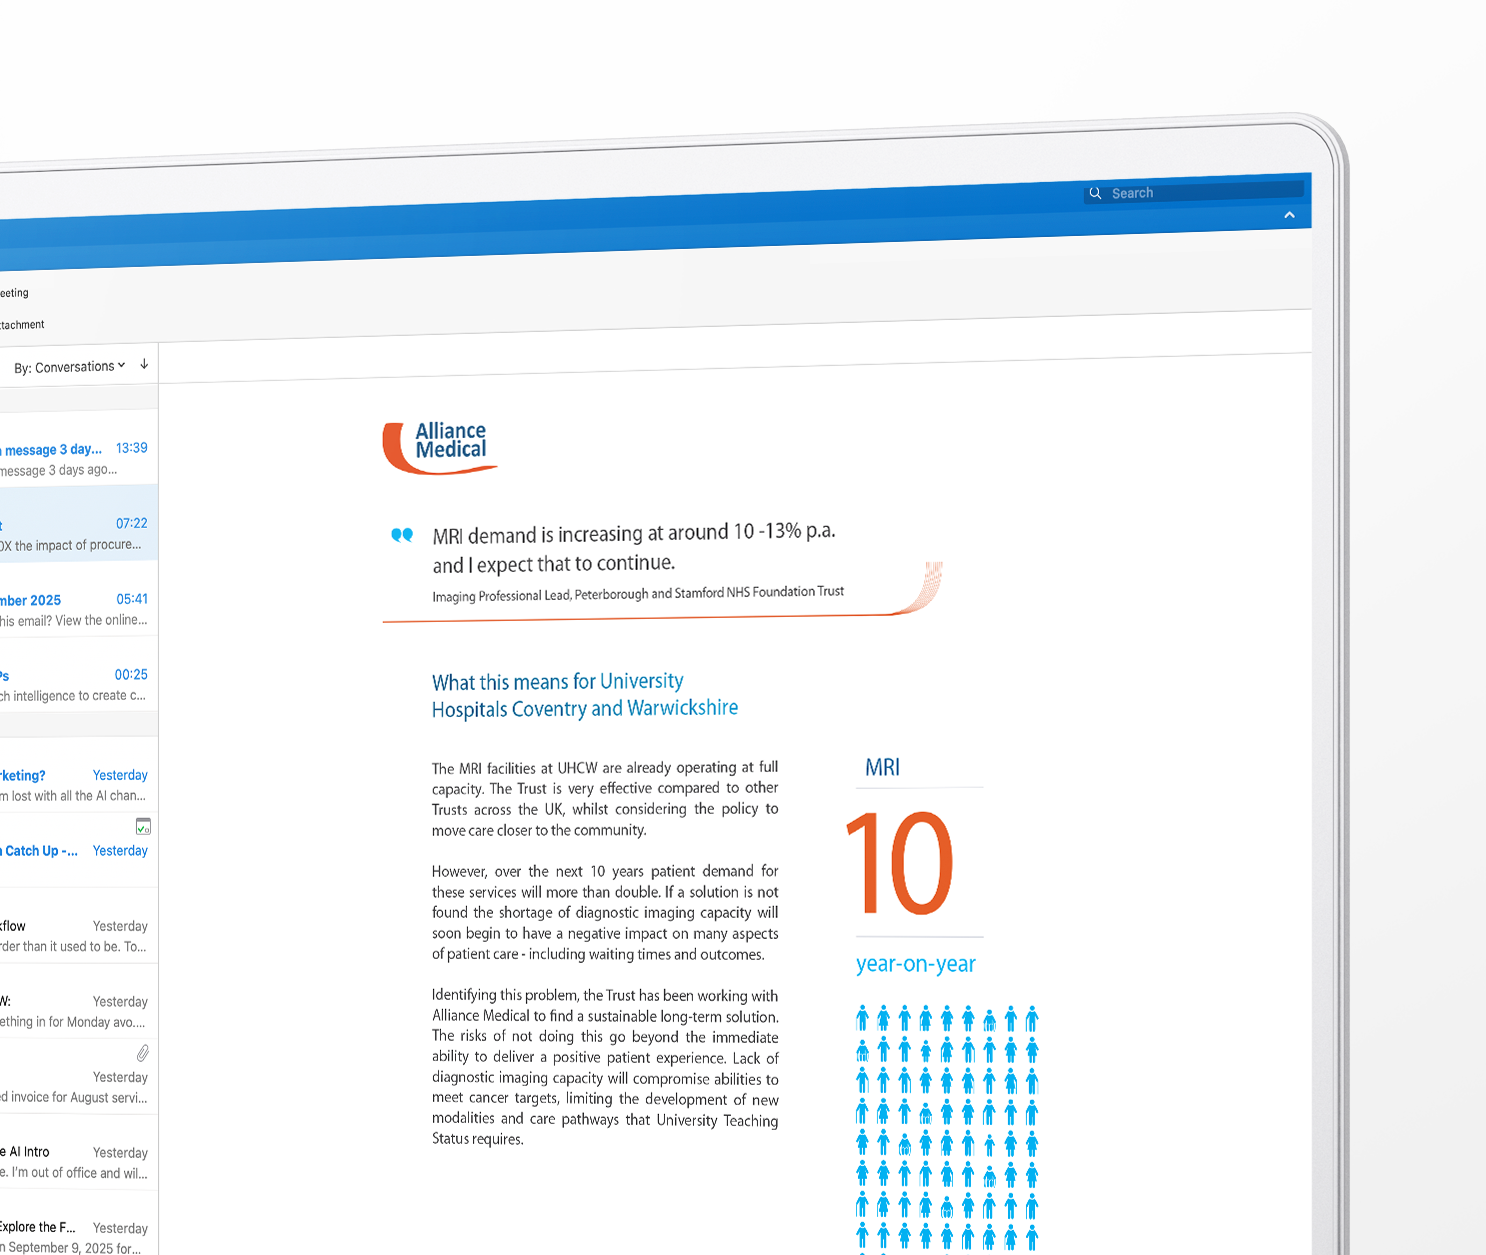 Search
eeting
ttachment
By: Conversations
message 3 day... 13:39
message 3 days ago...
t 07:22
0X the impact of procure...
mber 2025 05:41
his email? View the online...
Ps 00:25
ch intelligence to create c...
rketing? Yesterday
m lost with all the AI chan...
Catch Up -... Yesterday
kflow Yesterday
rder than it used to be. To...
W: Yesterday
ething in for Monday avo....
Yesterday
ed invoice for August servi...
e AI Intro Yesterday
e. I'm out of office and wil...
Explore the F... Yesterday
n September 9, 2025 for...
Alliance
Medical
MRI demand is increasing at around 10 -13% p.a.
and I expect that to continue.
Imaging Professional Lead, Peterborough and Stamford NHS Foundation Trust
What this means for University
Hospitals Coventry and Warwickshire
The MRI facilities at UHCW are already operating at full
capacity. The Trust is very effective compared to other
Trusts across the UK, whilst considering the policy to
move care closer to the community.
However, over the next 10 years patient demand for
these services will more than double. If a solution is not
found the shortage of diagnostic imaging capacity will
soon begin to have a negative impact on many aspects
of patient care - including waiting times and outcomes.
Identifying this problem, the Trust has been working with
Alliance Medical to find a sustainable long-term solution.
The risks of not doing this go beyond the immediate
ability to deliver a positive patient experience. Lack of
diagnostic imaging capacity will compromise abilities to
meet cancer targets, limiting the development of new
modalities and care pathways that University Teaching
Status requires.
MRI
10
year-on-year